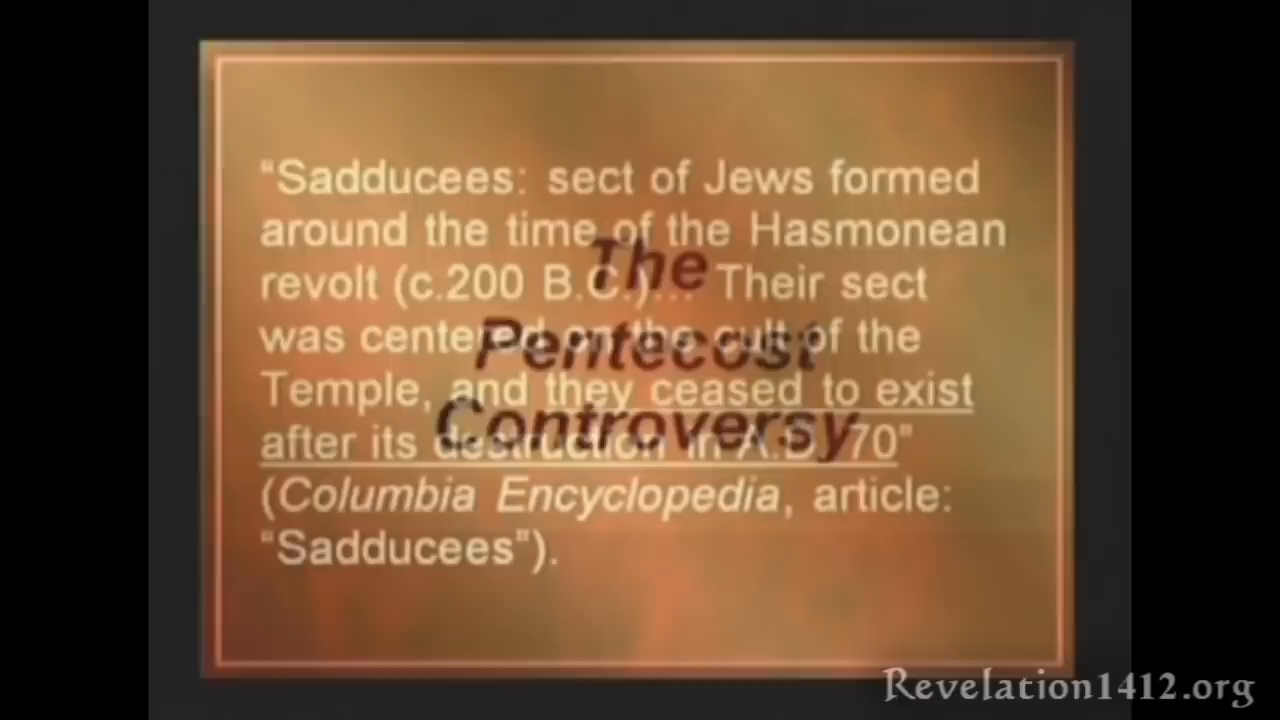 “Sadducees: sect of Jews formed
around the time of the Hasmonean
revolt (c.200 B.C.)... Their sect
was centered on the cult of the
Temple, and they ceased to exist
after its destruction in A.D. 70”
(Columbia Encyclopedia, article:
“Sadducees”).
The
Pentecost
Controversy
Revelation1412.org